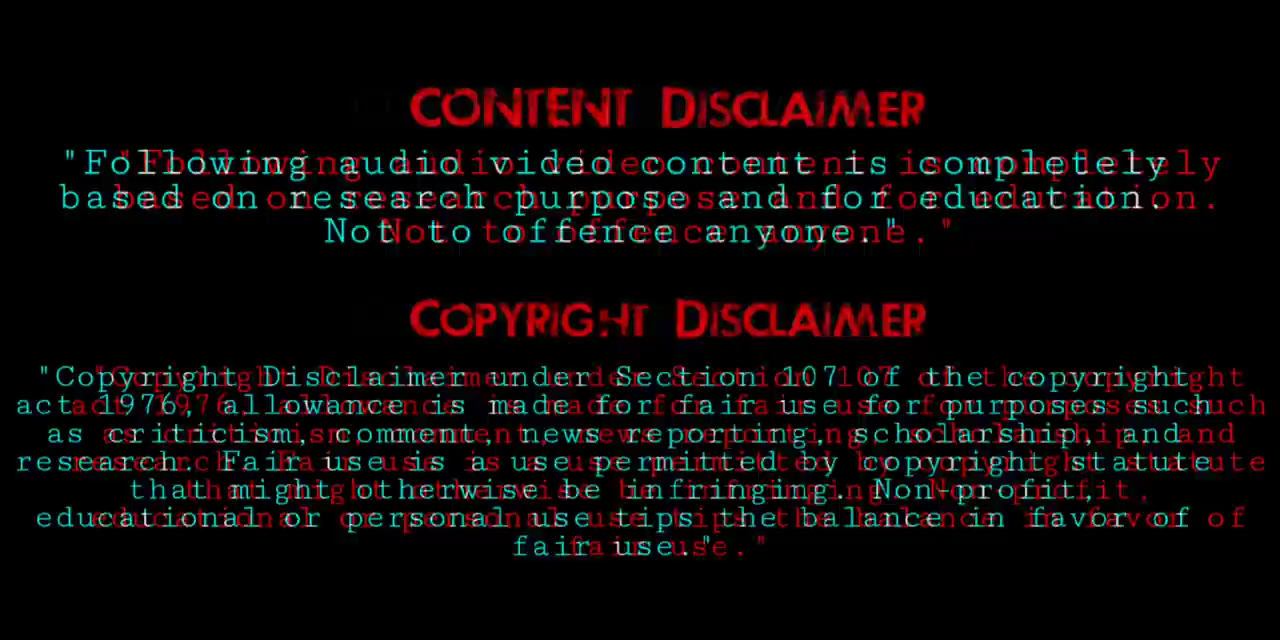 CONTENT DISCLAIMER
"Following audio video content is completely
based on research purpose and for education.
Not to offence anyone."
COPYRIGHT DISCLAIMER
"Copyright Disclaimer under Section 107 of the copyright
act 1976, allowance is made for fair use for purposes such
as criticism, comment, news reporting, scholarship, and
research. Fair use is a use permitted by copyright statute
that might otherwise be infringing. Non-profit,
educational or personal use tips the balance in favor of
fair use."